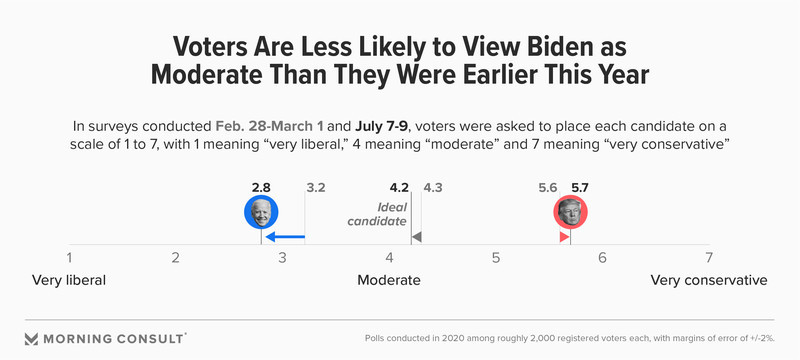 Voters Are Less Likely to View Biden as
Moderate Than They Were Earlier This Year
In surveys conducted Feb. 28-March 1 and July 7-9, voters were asked to place each candidate on a
scale of 1 to 7, with 1 meaning “very liberal,” 4 meaning “moderate” and 7 meaning “very conservative”
2.8 3.2 4.2 4.3 5.6 5.7
Ideal
candidate
1 2 3 4 5 6 7
Very liberal Moderate Very conservative
MORNING CONSULT
Polls conducted in 2020 among roughly 2,000 registered voters each, with margins of error of +/-2%.